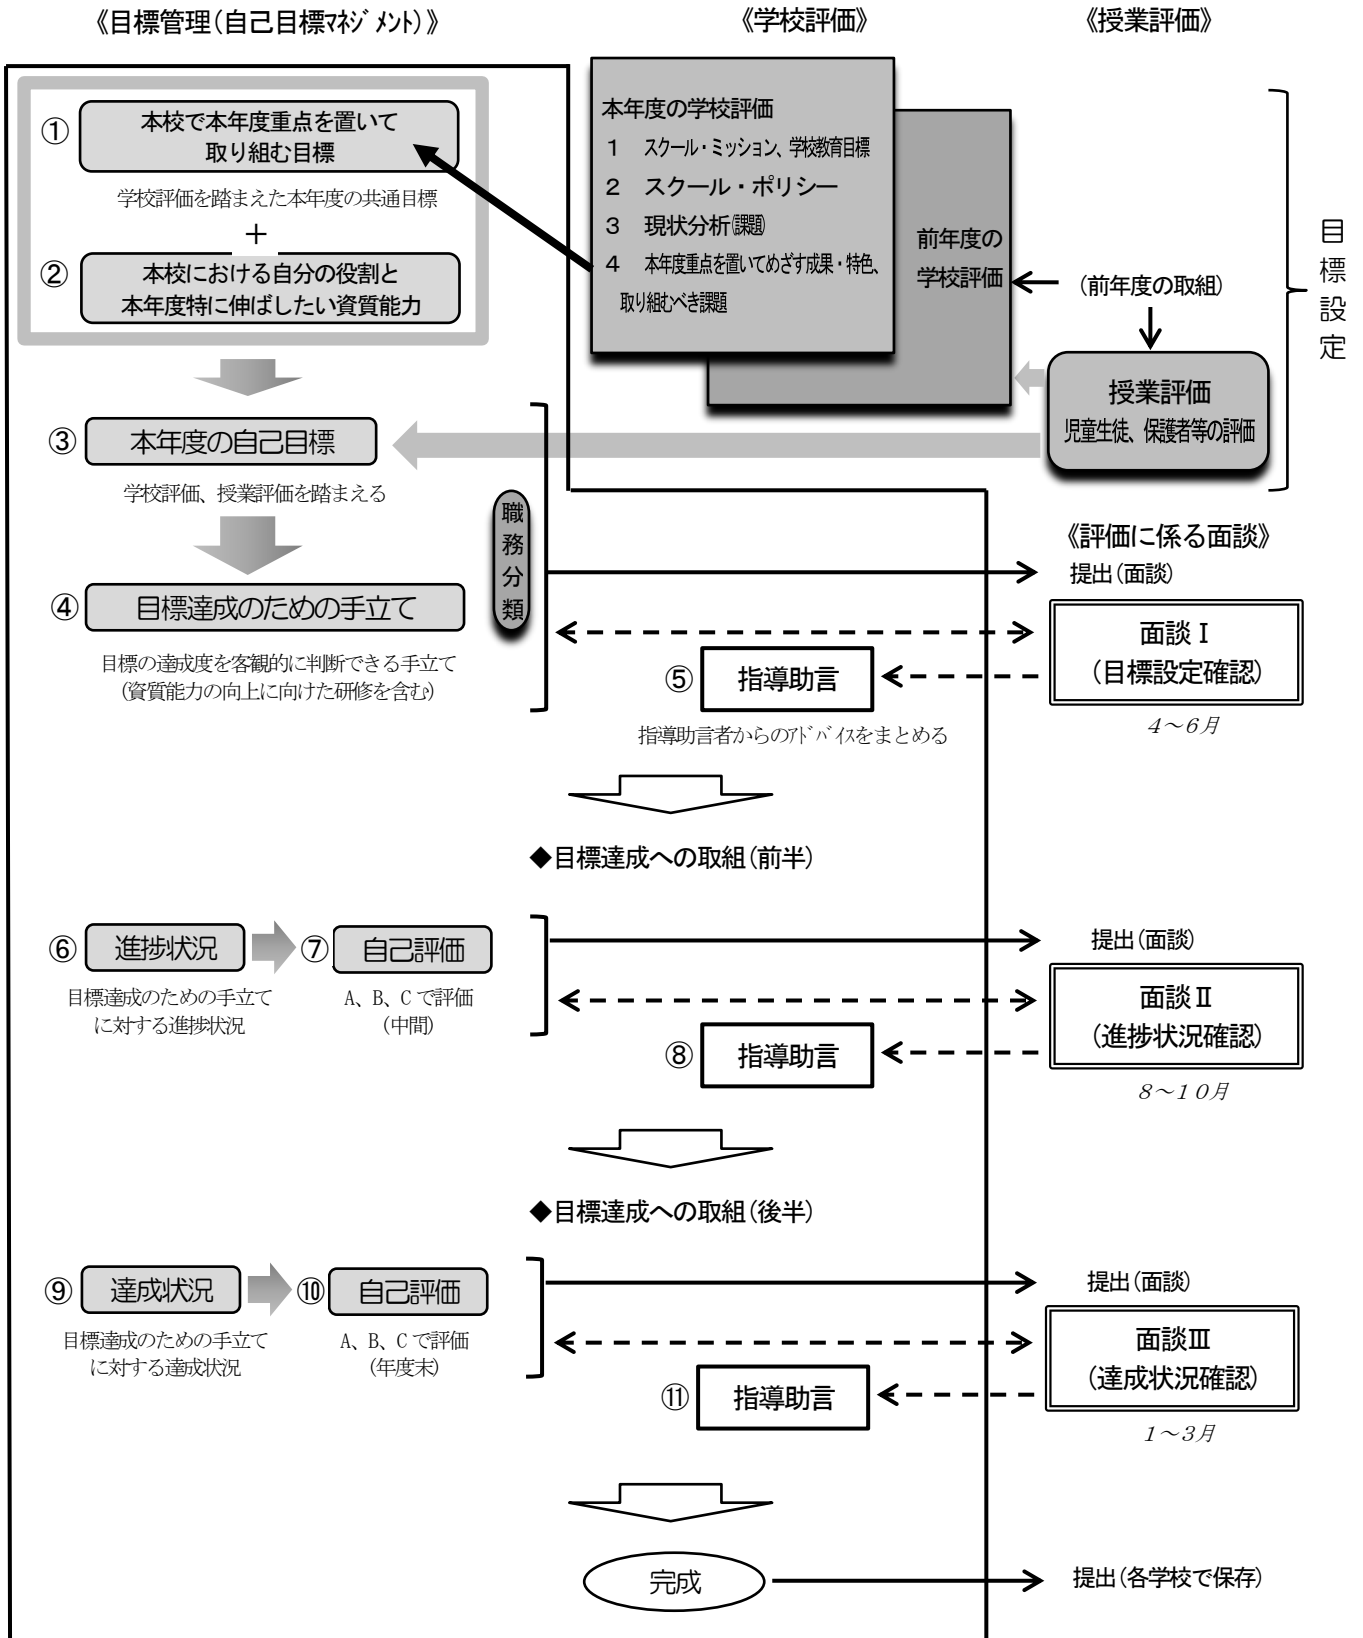 《目標管理(自己目標マネジメント)》
《学校評価》
《授業評価》
①
本校で本年度重点を置いて
取り組む目標
学校評価を踏まえた本年度の共通目標
＋
②
本校における自分の役割と
本年度特に伸ばしたい資質能力
本年度の学校評価
1 スクール・ミッション、学校教育目標
2 スクール・ポリシー
3 現状分析(課題)
4 本年度重点を置いてめざす成果・特色、
取り組むべき課題
前年度の
学校評価
(前年度の取組)
授業評価
児童生徒、保護者等の評価
目標設定
③
本年度の自己目標
学校評価、授業評価を踏まえる
④
目標達成のための手立て
目標の達成度を客観的に判断できる手立て
(資質能力の向上に向けた研修を含む)
職務分類
《評価に係る面談》
提出(面談)
面談Ⅰ
(目標設定確認)
4～6月
⑤
指導助言
指導助言者からのアドバイスをまとめる
◆目標達成への取組(前半)
⑥
進捗状況
目標達成のための手立て
に対する進捗状況
⑦
自己評価
A、B、Cで評価
(中間)
提出(面談)
面談Ⅱ
(進捗状況確認)
8～10月
⑧
指導助言
◆目標達成への取組(後半)
⑨
達成状況
目標達成のための手立て
に対する達成状況
⑩
自己評価
A、B、Cで評価
(年度末)
提出(面談)
面談Ⅲ
(達成状況確認)
1～3月
⑪
指導助言
完成
提出(各学校で保存)